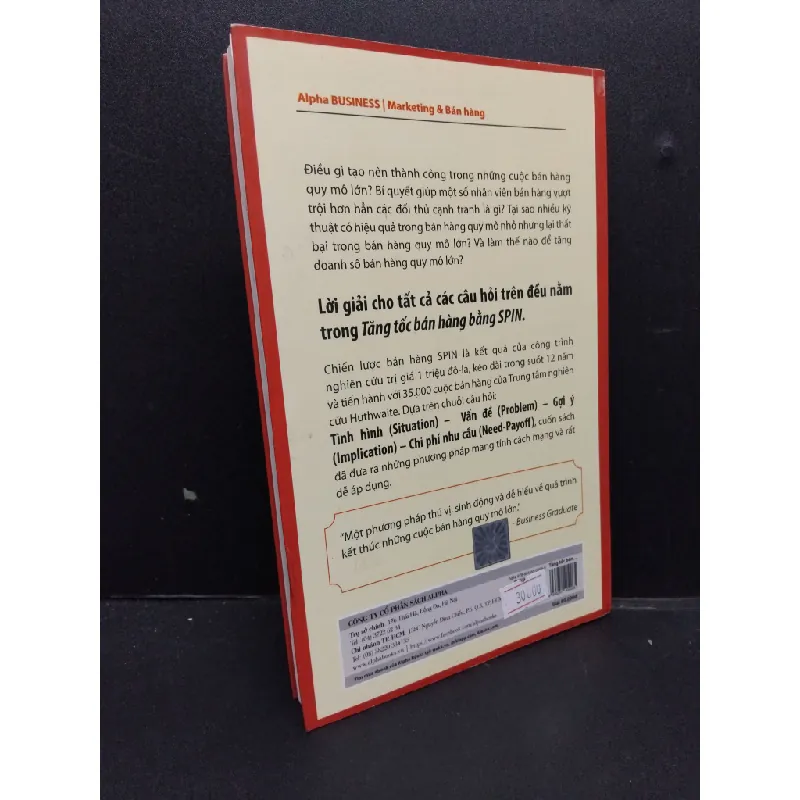 Alpha BUSINESS | Marketing & Bán hàng
Điều gì tạo nên thành công trong những cuộc bán hàng
quy mô lớn? Bí quyết giúp một số nhân viên bán hàng vượt
trội hơn hẳn các đối thủ cạnh tranh là gì? Tại sao nhiều kỹ
thuật có hiệu quả trong bán hàng quy mô nhỏ nhưng lại thất
bại trong bán hàng quy mô lớn? Và làm thế nào để tăng
doanh số bán hàng quy mô lớn?
Lời giải cho tất cả các câu hỏi trên đều nằm
trong Tăng tốc bán hàng bằng SPIN.
Chiến lược bán hàng SPIN là kết quả của công trình
nghiên cứu trị giá 1 triệu đô-la, kéo dài trong suốt 12 năm
và tiến hành với 35.000 cuộc bán hàng của Trung tâm nghiên
cứu Huthwaite. Dựa trên chuỗi câu hỏi:
Tình hình (Situation) – Vấn đề (Problem) – Gợi ý
(Implication) – Chi phí nhu cầu (Need-Payoff), cuốn sách
đã đưa ra những phương pháp mang tính cách mạng và rất
dễ áp dụng.
"Một phương pháp thú vị, sinh động và dễ hiểu về quá trình
kết thúc những cuộc bán hàng quy mô lớn."
- Business Graduate
CÔNG TY CỔ PHẦN SÁCH ALPHA
Trụ sở chính:
Chi nhánh TP. HCM: